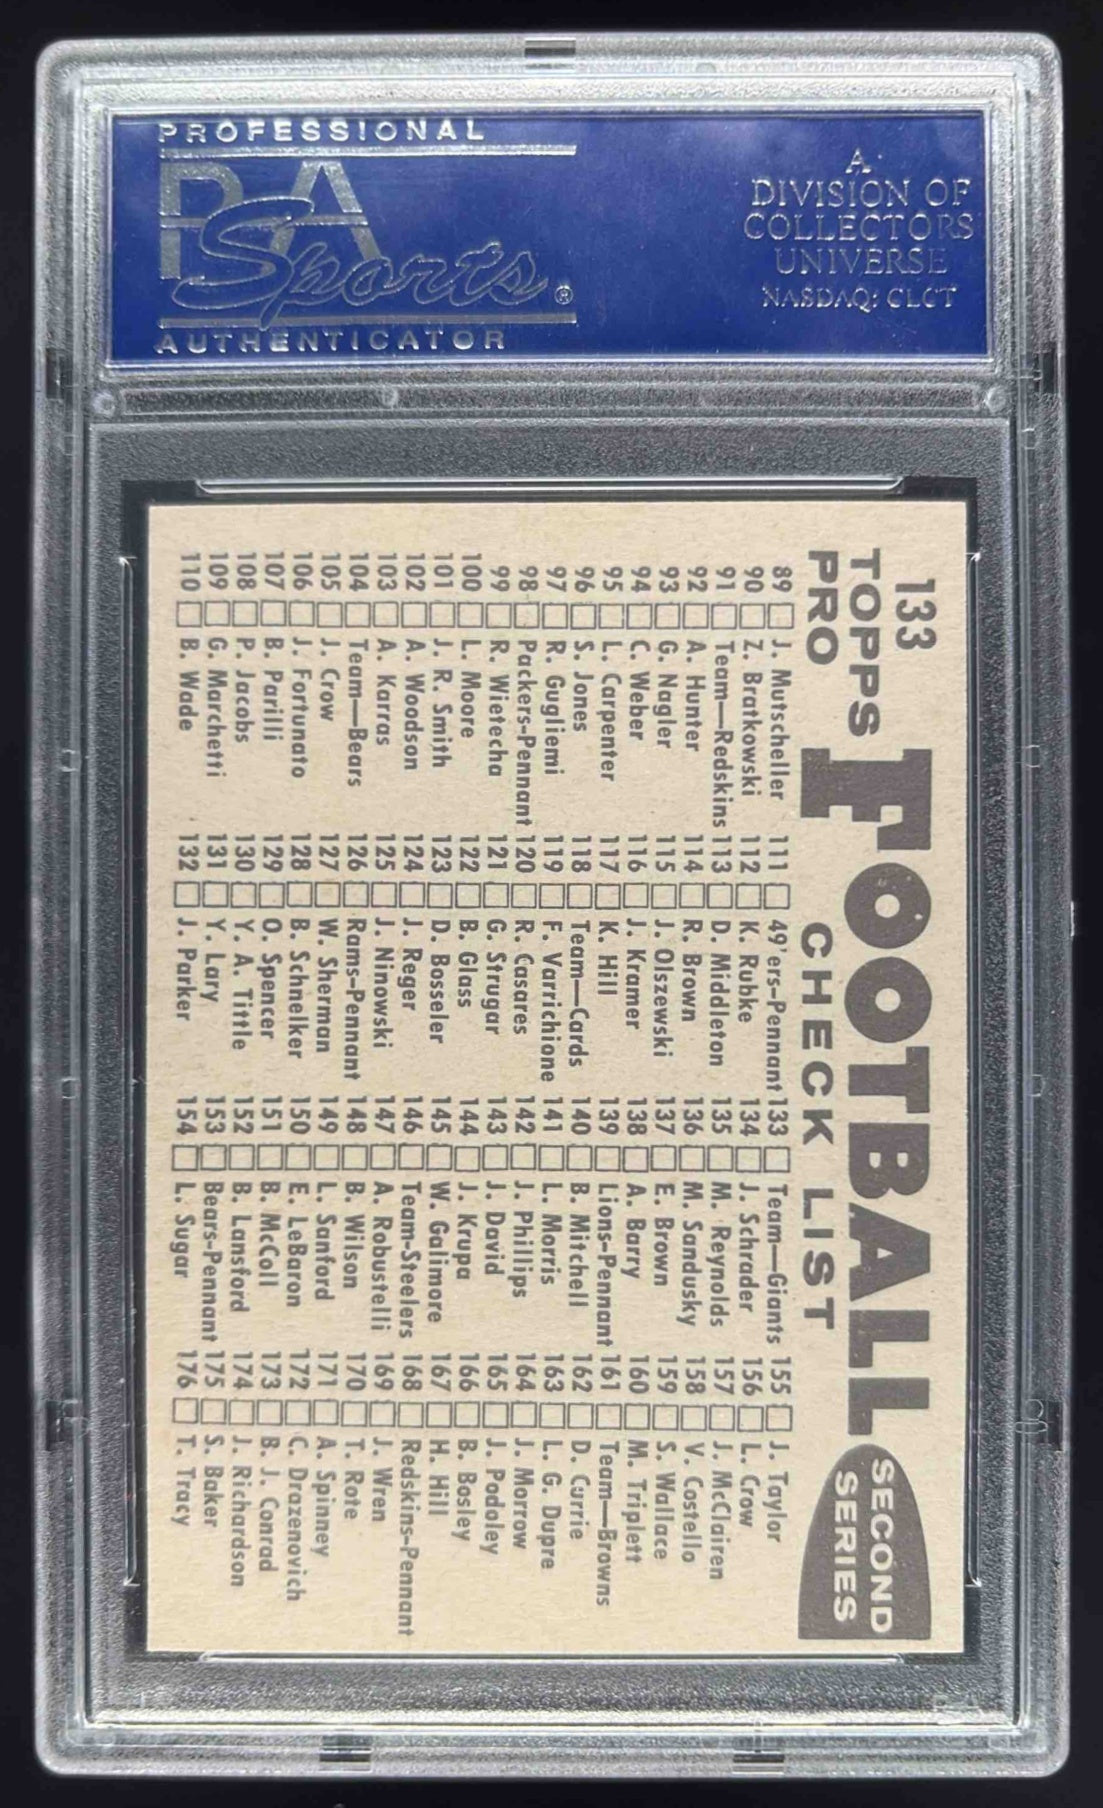 PROFESSIONAL
PSA
Sports®
AUTHENTICATOR
A
DIVISION OF
COLLECTORS
UNIVERSE
NASDAQ: CLCT
133
TOPPS
PRO
FOOTBALL
CHECK LIST
SECOND
SERIES
89 J. Mutscheller
90 Z. Bratkowski
91 Team—Redskins
92 A. Hunter
93 G. Nagler
94 C. Weber
95 L. Carpenter
96 S. Jones
97 R. Gugliemi
98 Packers-Pennant
99 R. Wietecha
100 L. Moore
101 J. R. Smith
102 A. Woodson
103 A. Karras
104 Team—Bears
105 J. Crow
106 J. Fortunato
107 B. Parilli
108 P. Jacobs
109 G. Marchetti
110 B. Wade
111 49'ers-Pennant
112 K. Rubke
113 D. Middleton
114 R. Brown
115 J. Olszewski
116 J. Kramer
117 K. Hill
118 Team—Cards
119 F. Varrichione
120 R. Casares
121 G. Strugar
122 B. Glass
123 D. Bosseler
124 J. Reger
125 J. Ninowski
126 Rams-Pennant
127 W. Sherman
128 B. Schnelker
129 O. Spencer
130 Y. A. Tittle
131 Y. Lary
132 J. Parker
133 Team—Giants
134 J. Schrader
135 M. Reynolds
136 M. Sandusky
137 E. Brown
138 A. Barry
139 Lions-Pennant
140 B. Mitchell
141 L. Morris
142 J. Phillips
143 J. David
144 J. Krupa
145 W. Galimore
146 Team-Steelers
147 A. Robustelli
148 B. Wilson
149 L. Sanford
150 E. LeBaron
151 B. McColl
152 B. Lansford
153 Bears-Pennant
154 L. Sugar
155 J. Taylor
156 L. Crow
157 J. McClairen
158 V. Costello
159 S. Wallace
160 M. Triplett
161 Team—Browns
162 D. Currie
163 L. G. Dupre
164 J. Morrow
165 J. Podoley
166 B. Bosley
167 H. Hill
168 Redskins-Pennant
169 J. Wren
170 T. Rote
171 A. Spinney
172 C. Drazenovich
173 B. J. Conrad
174 J. Richardson
175 S. Baker
176 T. Tracy